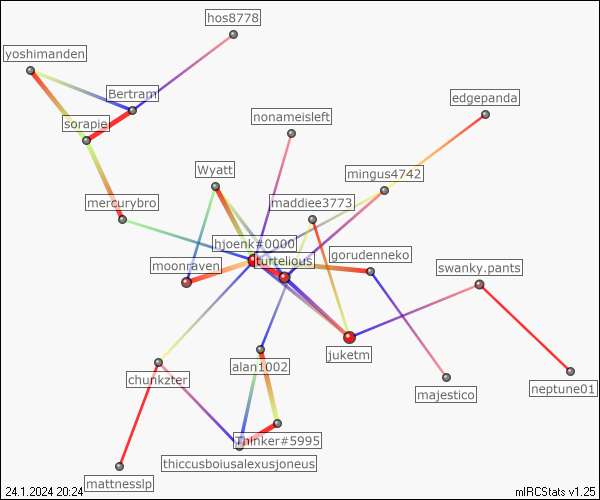 hos8778
yoshimanden
Bertram
edgepanda
sorapie
nonameisleft
Wyatt
mingus4742
mercurybro
maddiee3773
hjoenk#0000
turtelious
gorudenneko
moonraven
swanky.pants
juketm
alan1002
chunkzter
majestico
neptune01
Thinker#5995
thiccusboiusalexusjoneus
mattnesslp
24.1.2024 20:24
mIRCStats v1.25